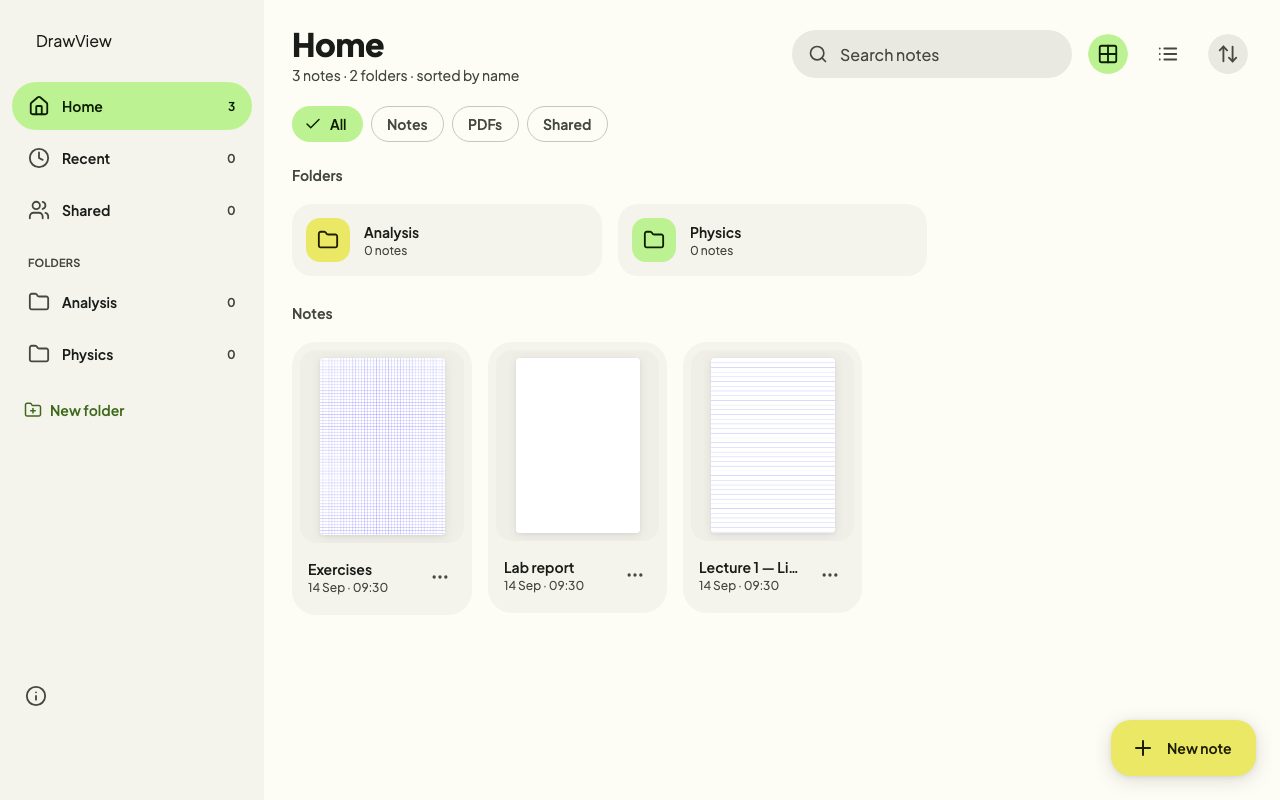 DrawView
Home 3
Recent 0
Shared 0
FOLDERS
Analysis 0
Physics 0
New folder
Home
3 notes · 2 folders · sorted by name
Search notes
All
Notes
PDFs
Shared
Folders
Analysis
0 notes
Physics
0 notes
Notes
Exercises
14 Sep · 09:30
Lab report
14 Sep · 09:30
Lecture 1 — Li...
14 Sep · 09:30
New note